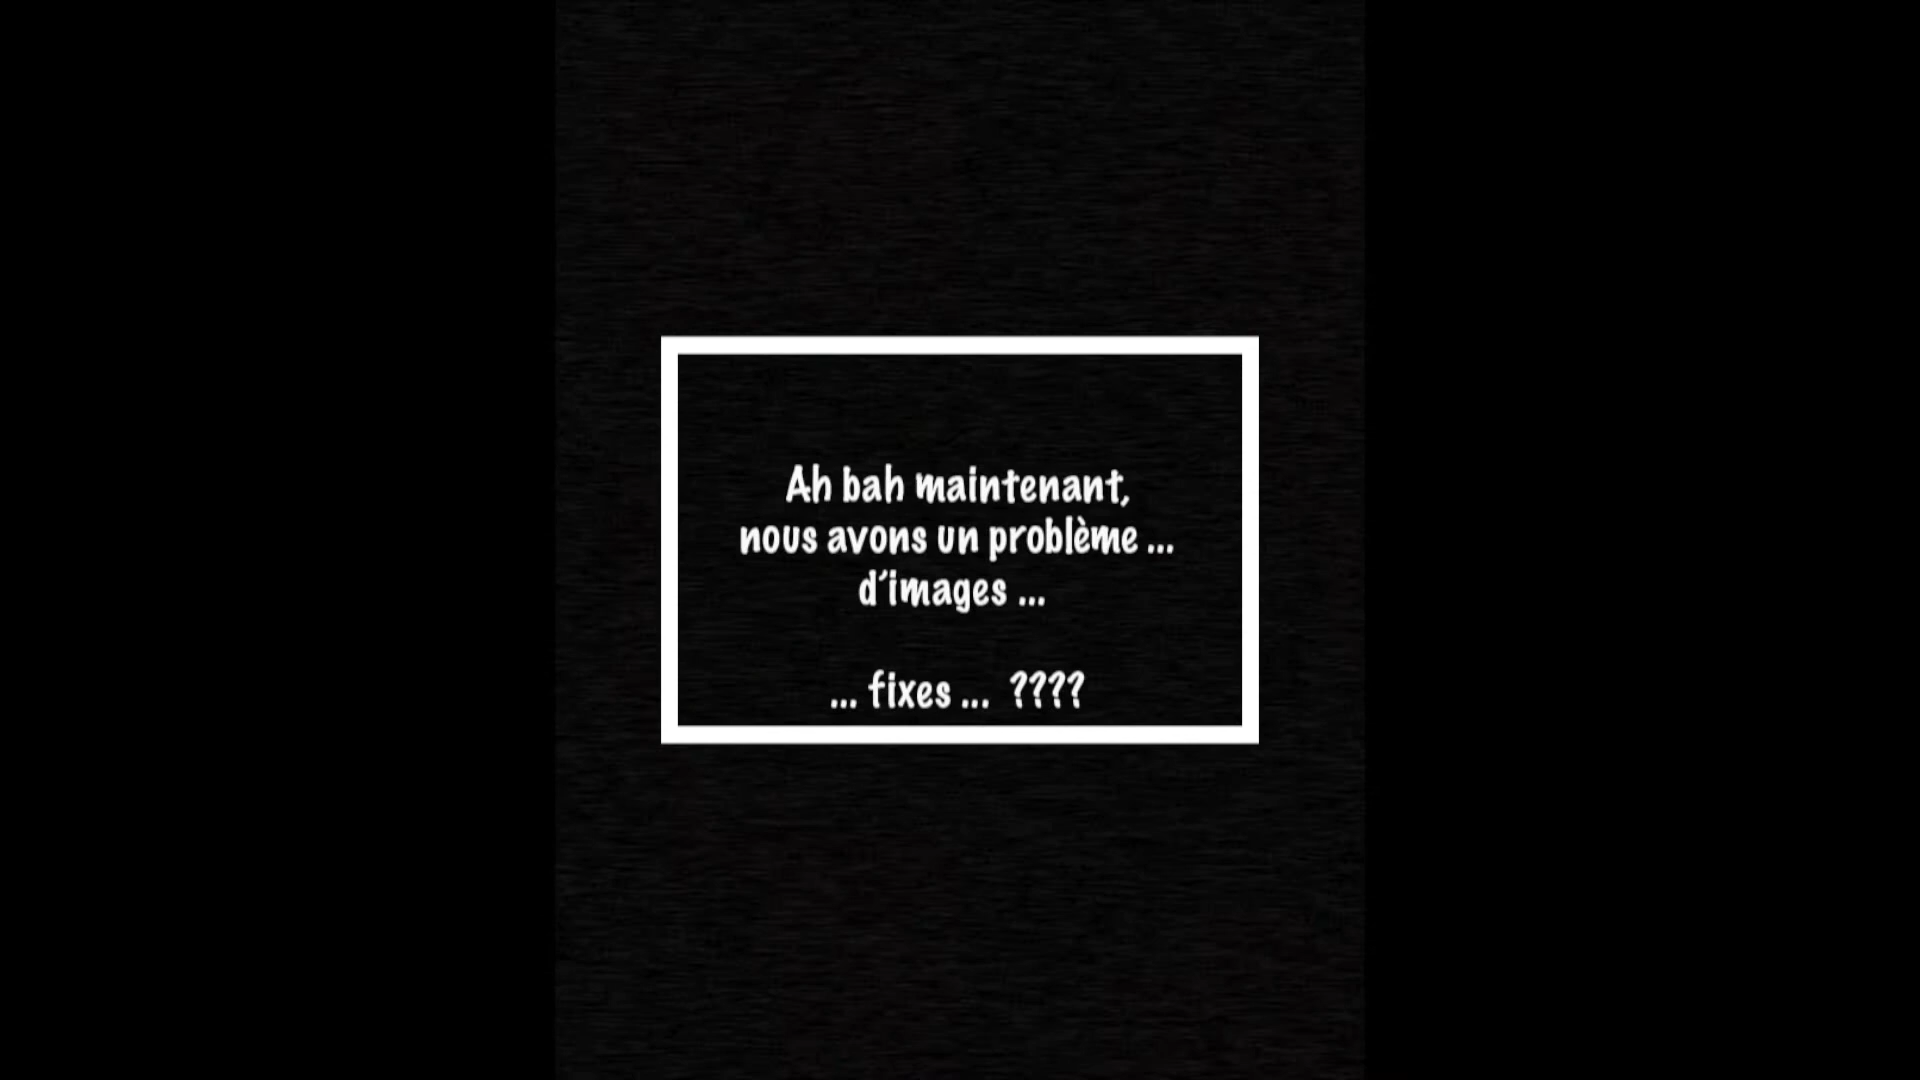 Ah bah maintenant,
nous avons un problème ...
d'images ...
... fixes ... ????